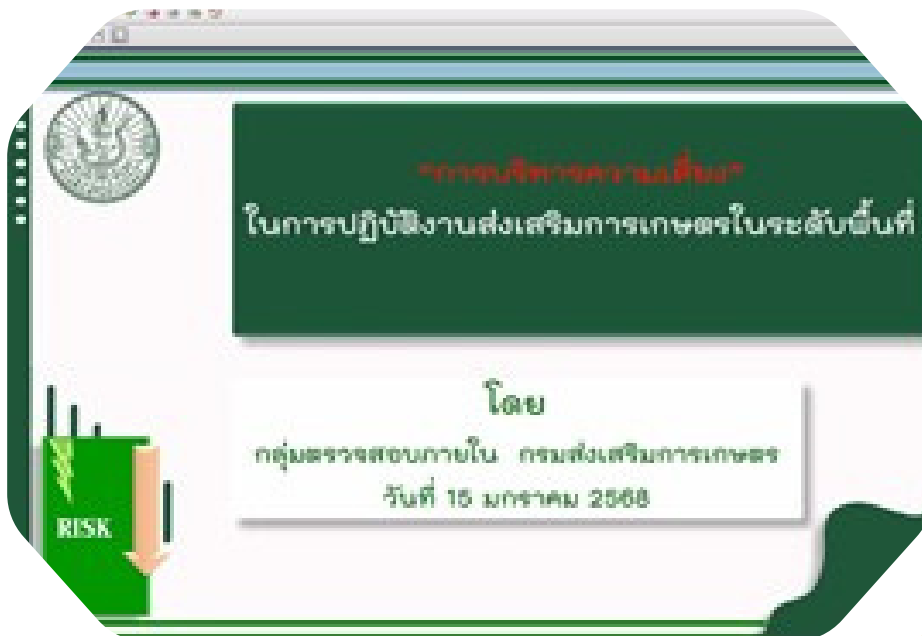 "การบริหารความเสี่ยง"
ในการปฏิบัติงานส่งเสริมการเกษตรในระดับพื้นที่
โดย
กลุ่มตรวจสอบภายใน กรมส่งเสริมการเกษตร
วันที่ 15 มกราคม 2568
RISK